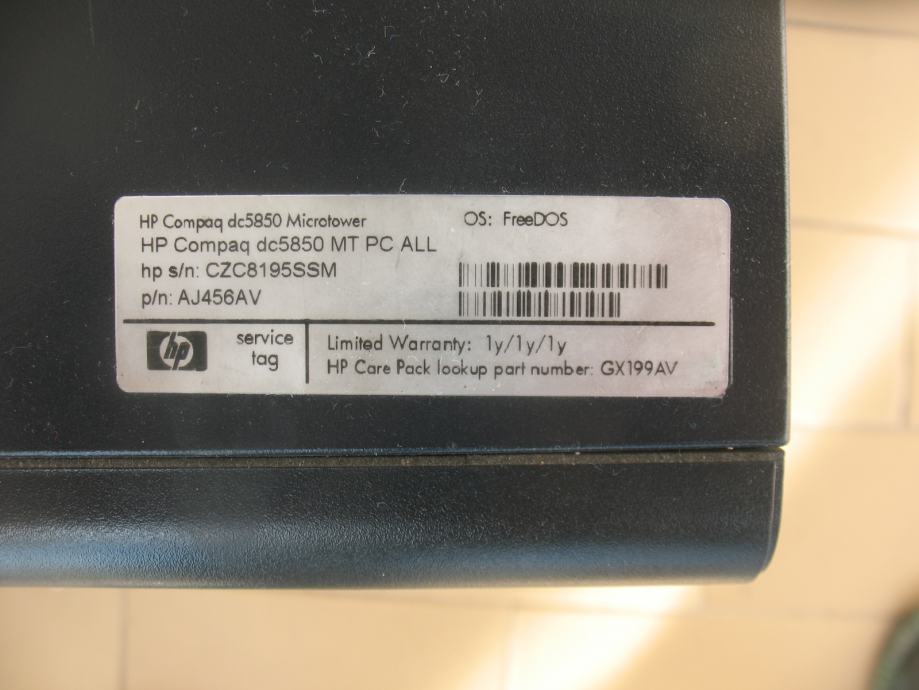 HP Compaq dc5850 Microtower
OS: FreeDOS
HP Compaq dc5850 MT PC ALL
hp s/n: CZC8195SSM
p/n: AJ456AV
hp
service
tag
Limited Warranty: 1y/1y/1y
HP Care Pack lookup part number: GX199AV